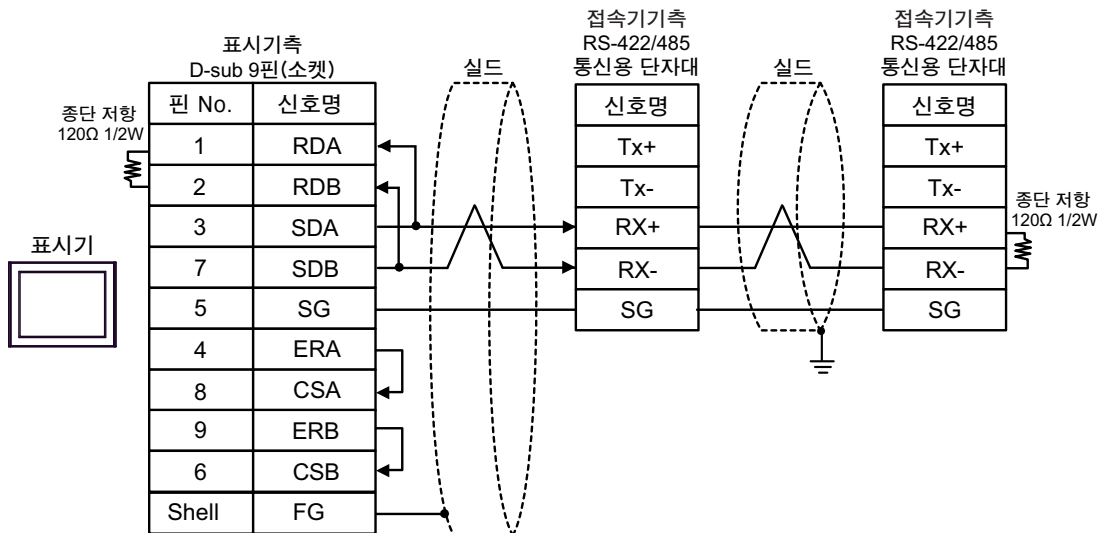 표시기측
D-sub 9핀(소켓)
종단 저항
120Ω 1/2W
표시기
핀 No. 신호명
1 RDA
2 RDB
3 SDA
7 SDB
5 SG
4 ERA
8 CSA
9 ERB
6 CSB
Shell FG
실드
접속기기측
RS-422/485
통신용 단자대
신호명
Tx+
Tx-
RX+
RX-
SG
실드
접속기기측
RS-422/485
통신용 단자대
신호명
Tx+
Tx-
RX+
RX-
SG
종단 저항
120Ω 1/2W